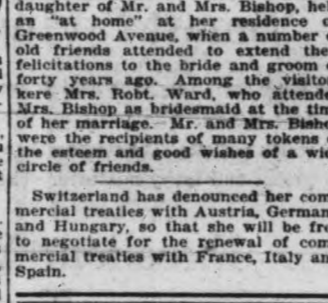 daughter of Mr. and Mrs. Bishop, hel
an "at home" at her residence
Greenwood Avenue, when a number
old friends attended to extend the
felicitations to the bride and groom
forty years ago. Among the visito
kere Mrs. Robt. Ward, who attende
Mrs. Bishop as bridesmaid at the tim
of her marriage. Mr. and Mrs. Bisho
were the recipients of many tokens
the esteem and good wishes of a wi
circle of friends.
Switzerland has denounced her com
mercial treaties with Austria, German
and Hungary, so that she will be fre
to negotiate for the renewal of com
mercial treaties with France, Italy an
Spain.